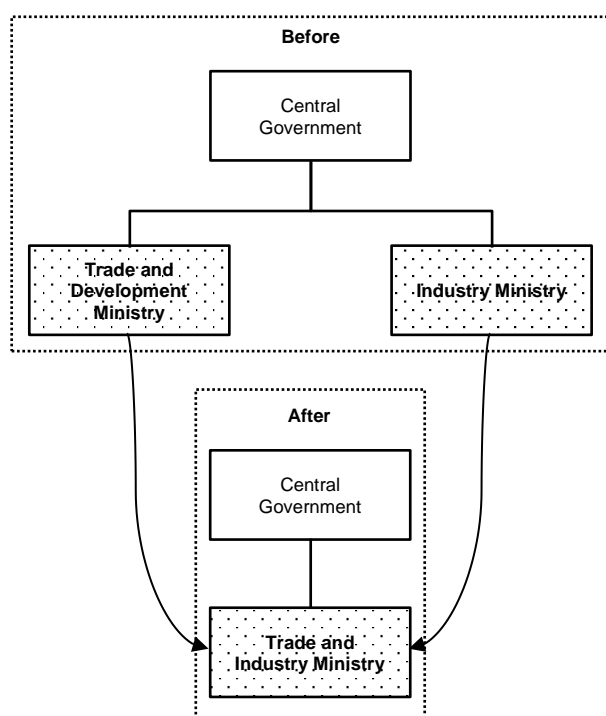 Before
Central
Government
Trade and
Development
Ministry
Industry Ministry
After
Central
Government
Trade and
Industry Ministry